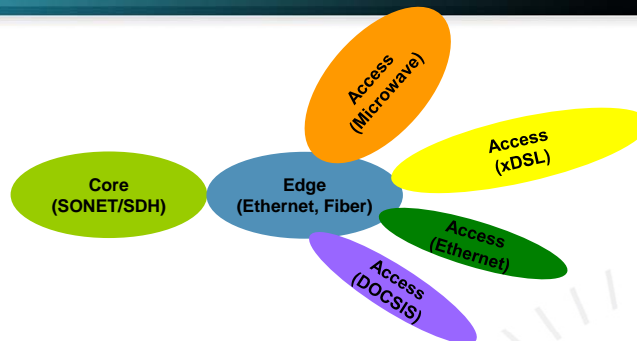 Access
(Microwave)
Access
(xDSL)
Core
(SONET/SDH)
Edge
(Ethernet, Fiber)
Access
(Ethernet)
Access
(DOCSIS)